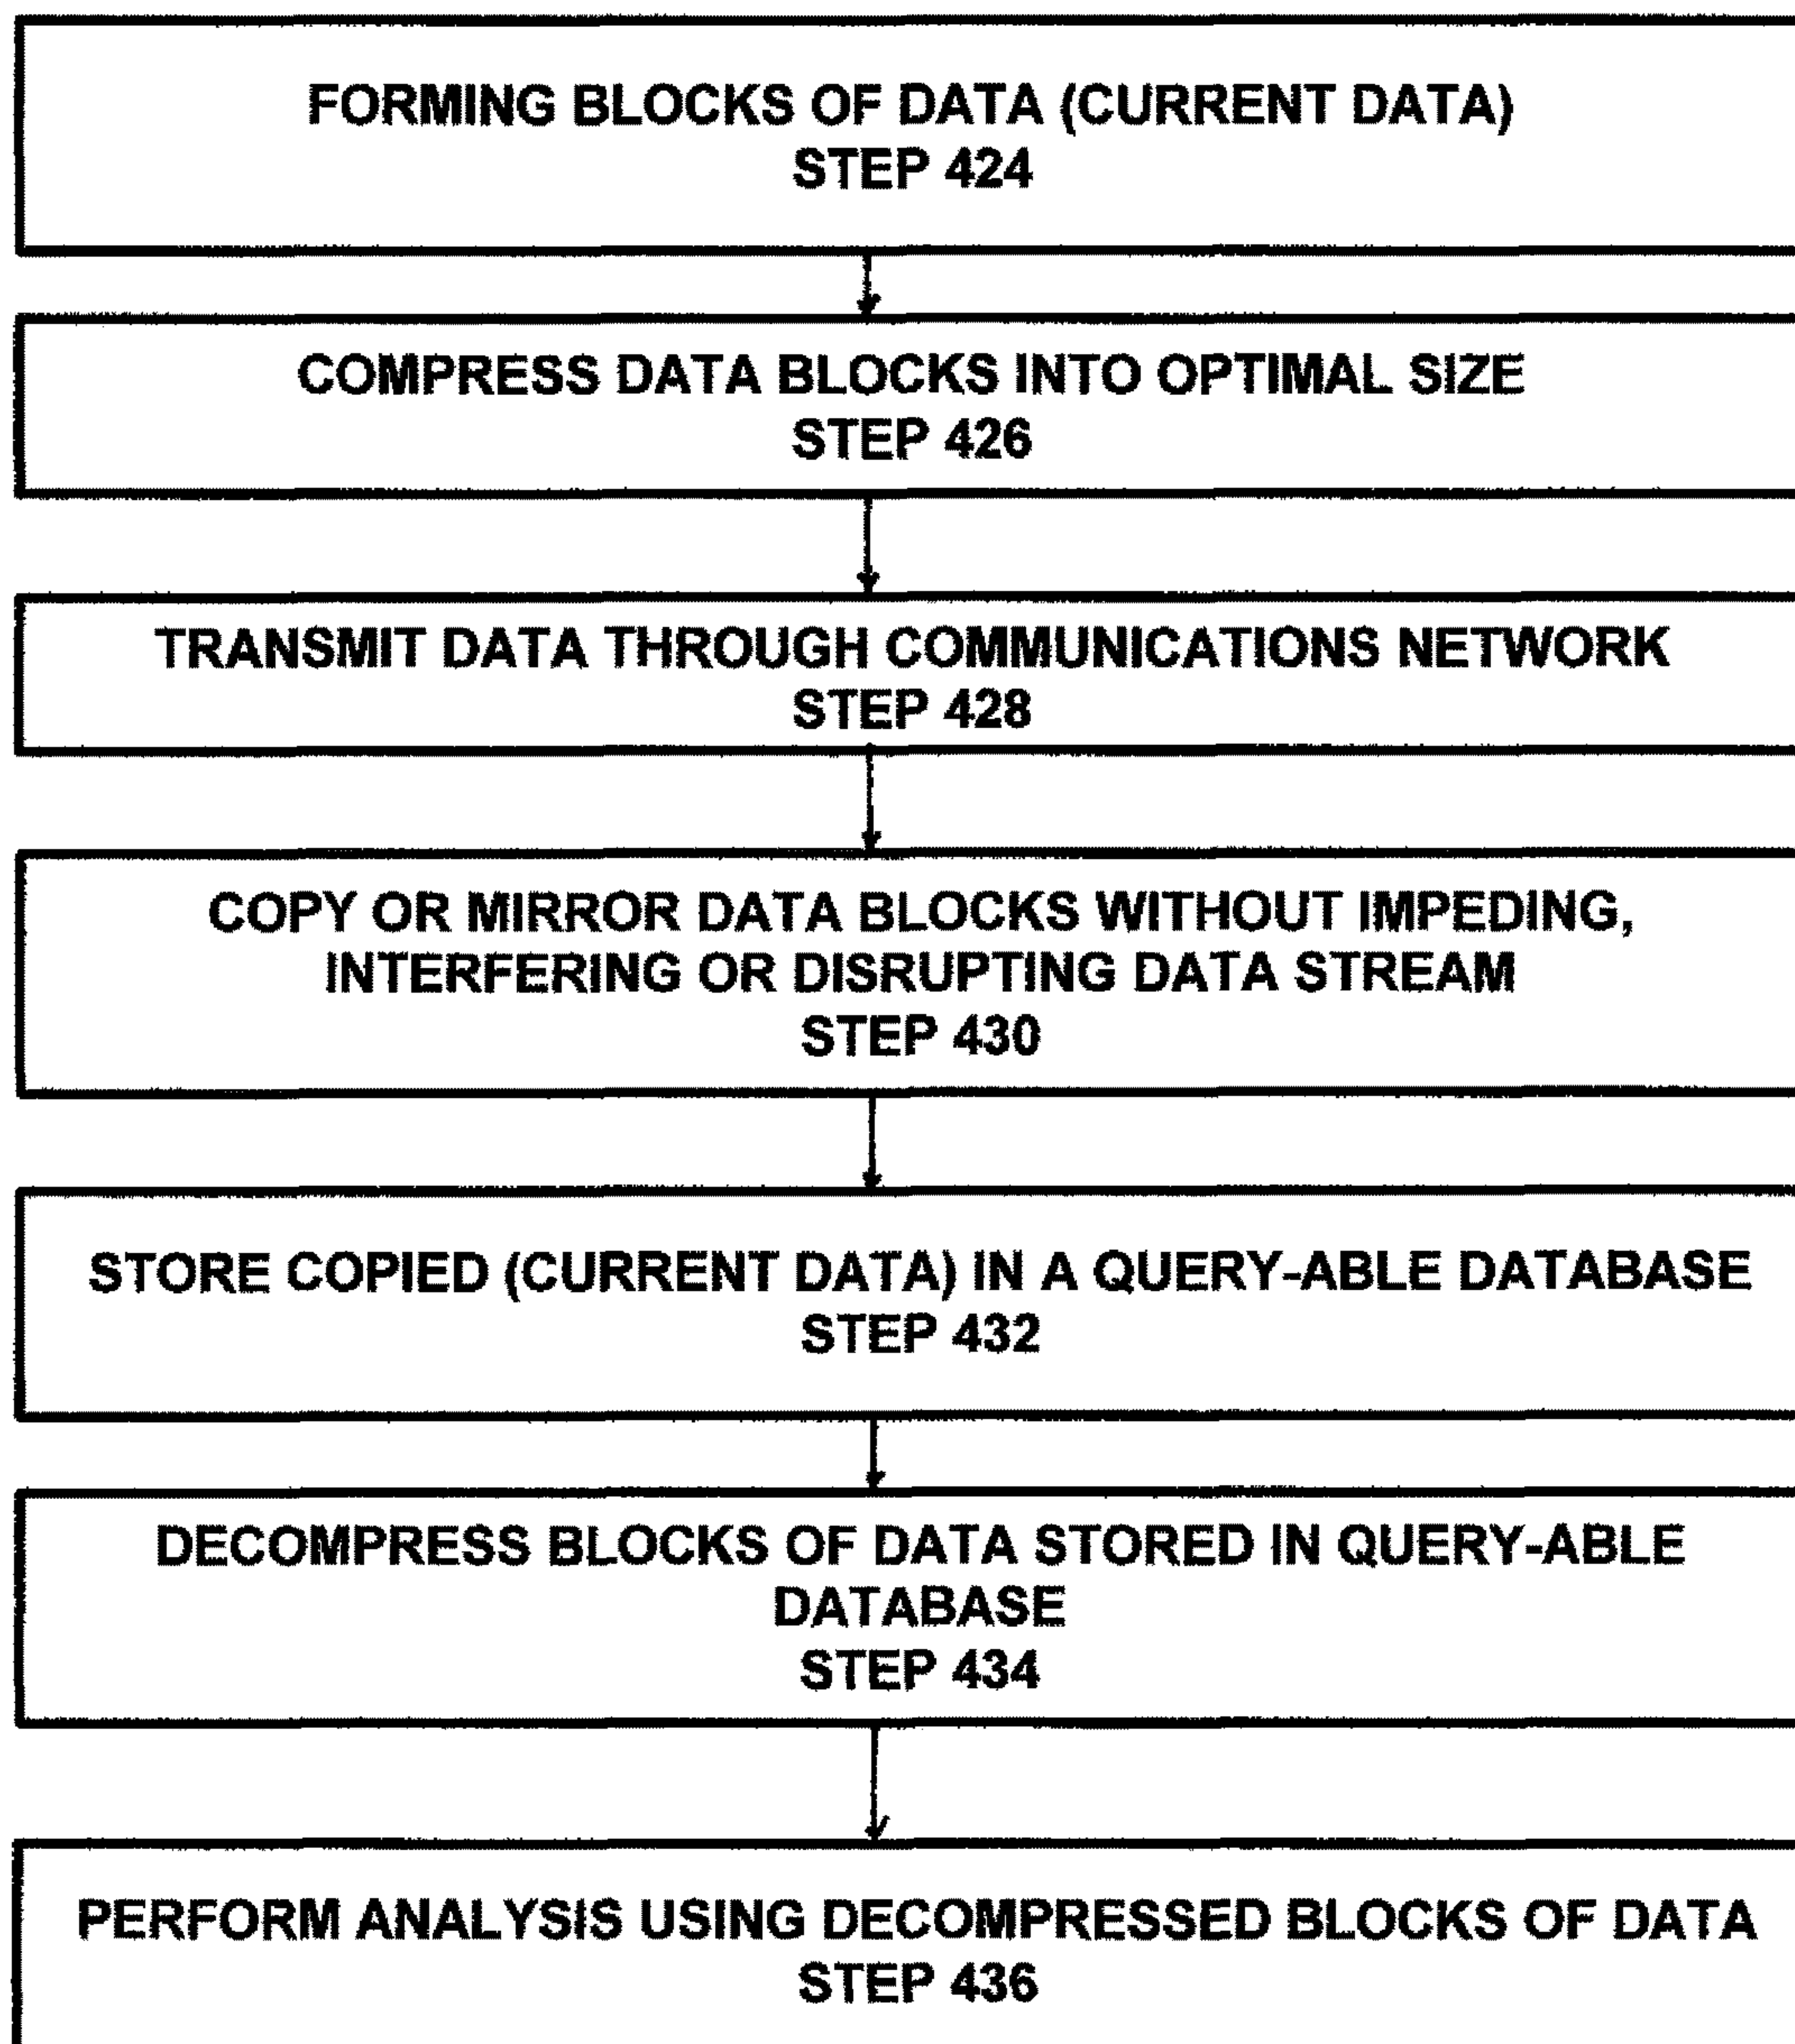 FORMING BLOCKS OF DATA (CURRENT DATA)
STEP 424
COMPRESS DATA BLOCKS INTO OPTIMAL SIZE
STEP 426
TRANSMIT DATA THROUGH COMMUNICATIONS NETWORK
STEP 428
COPY OR MIRROR DATA BLOCKS WITHOUT IMPEDING,
INTERFERING OR DISRUPTING DATA STREAM
STEP 430
STORE COPIED (CURRENT DATA) IN A QUERY-ABLE DATABASE
STEP 432
DECOMPRESS BLOCKS OF DATA STORED IN QUERY-ABLE
DATABASE
STEP 434
PERFORM ANALYSIS USING DECOMPRESSED BLOCKS OF DATA
STEP 436